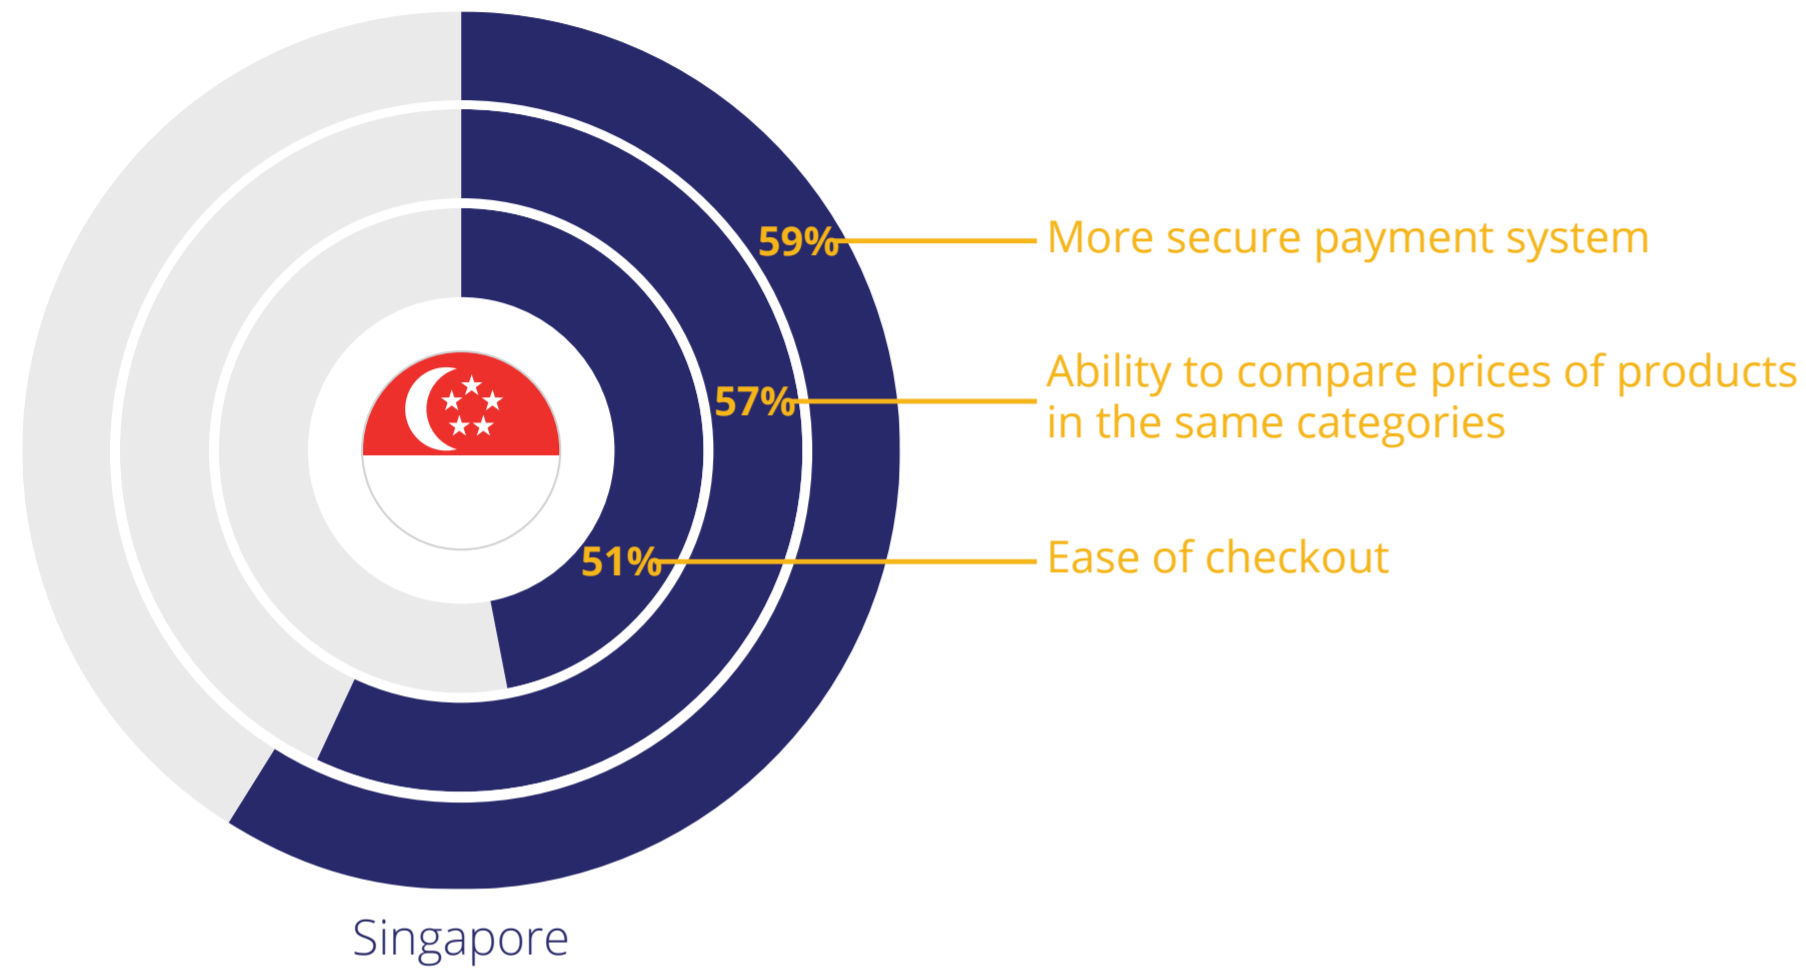 59% More secure payment system
57% Ability to compare prices of products
in the same categories
51% Ease of checkout
Singapore